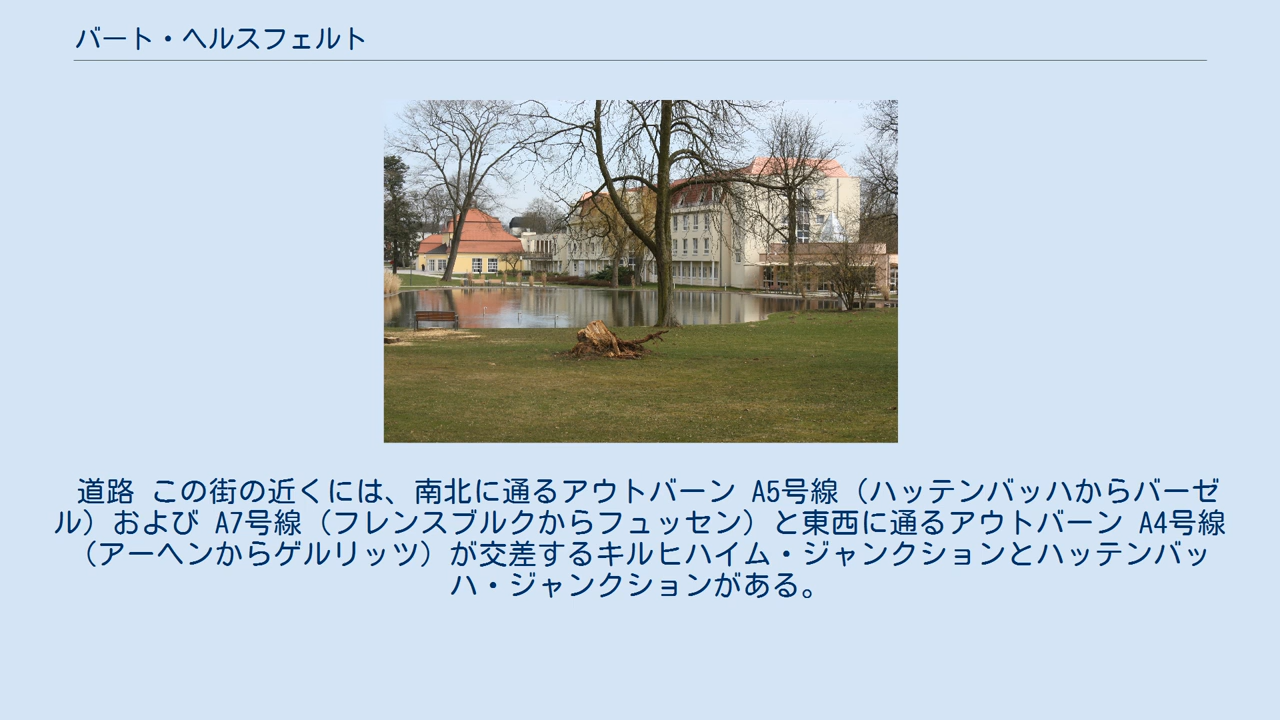 バート・ヘルスフェルト
道路 この街の近くには、南北に通るアウトバーン A5号線（ハッテンバッハからバーゼ
ル）および A7号線（フレンスブルクからフュッセン）と東西に通るアウトバーン A4号線
（アーヘンからゲルリッツ）が交差するキルヒハイム・ジャンクションとハッテンバッ
ハ・ジャンクションがある。